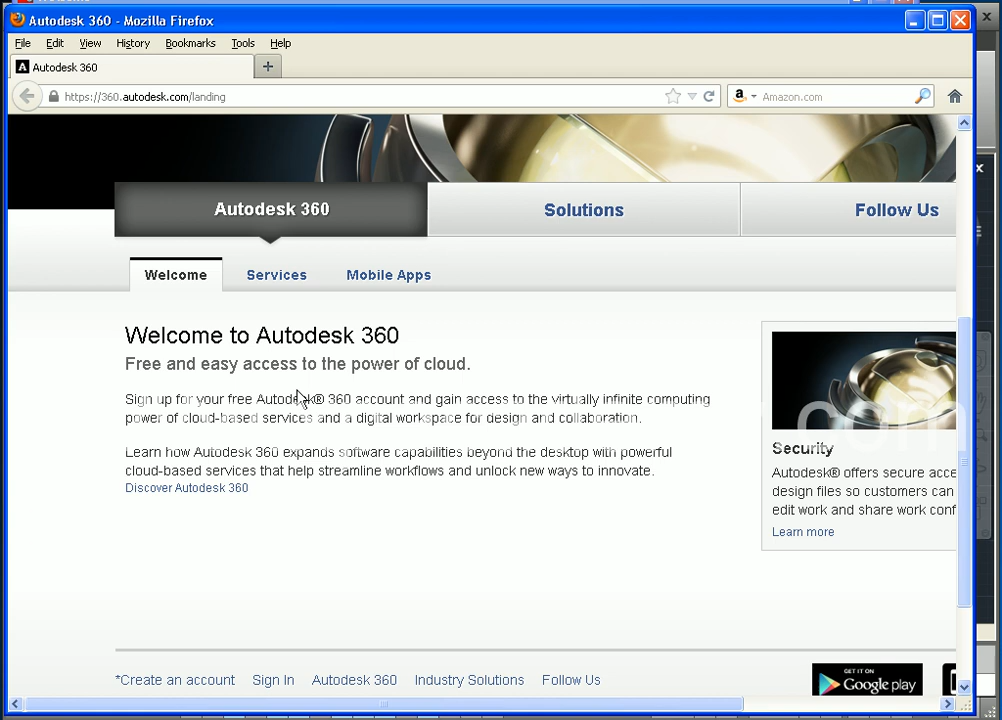 Autodesk 360 - Mozilla Firefox
File Edit View History Bookmarks Tools Help
Autodesk 360
https://360.autodesk.com/landing
Amazon.com
Autodesk 360 Solutions Follow Us
Welcome Services Mobile Apps
Welcome to Autodesk 360
Free and easy access to the power of cloud.
Sign up for your free Autodesk® 360 account and gain access to the virtually infinite computing
power of cloud-based services and a digital workspace for design and collaboration.
Learn how Autodesk 360 expands software capabilities beyond the desktop with powerful
cloud-based services that help streamline workflows and unlock new ways to innovate.
Discover Autodesk 360
.com
Security
Autodesk® offers secure acce
design files so customers can
edit work and share work conf
Learn more
*Create an account Sign In Autodesk 360 Industry Solutions Follow Us
GET IT ON
Google play